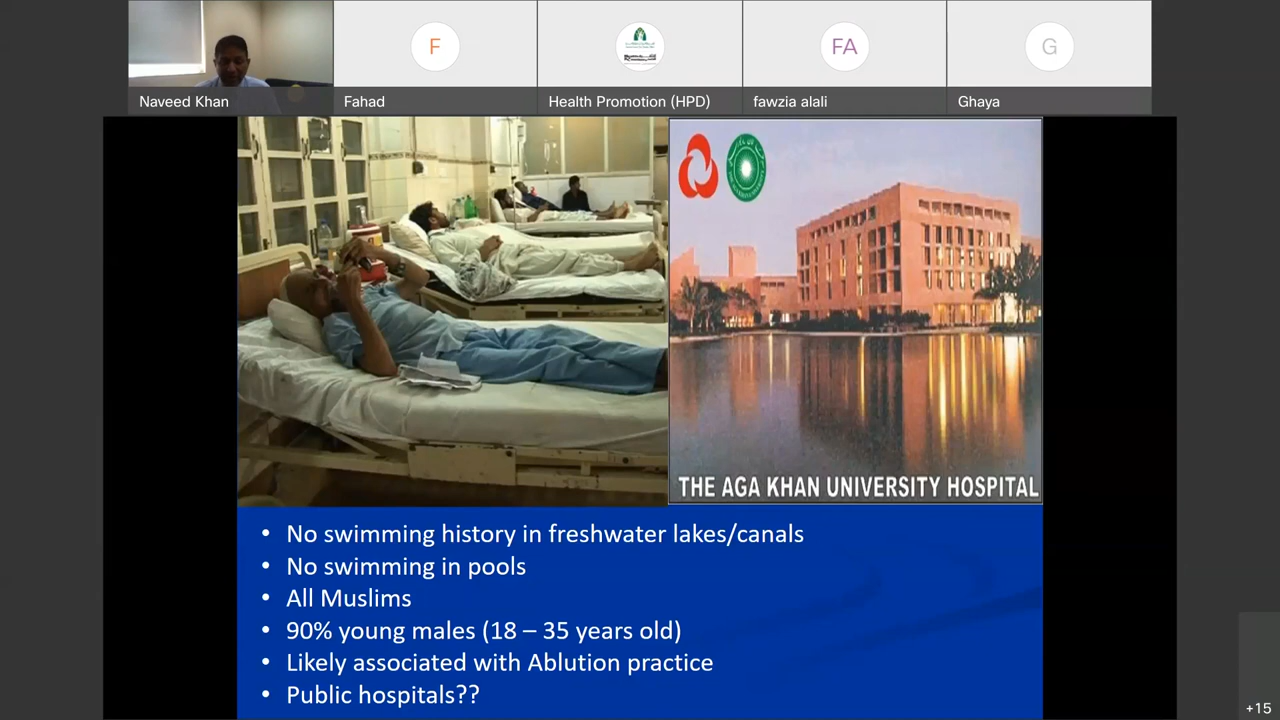 F
FA
G
Naveed Khan
Fahad
Health Promotion (HPD)
fawzia alali
Ghaya
THE AGA KHAN UNIVERSITY HOSPITAL
• No swimming history in freshwater lakes/canals
• No swimming in pools
• All Muslims
• 90% young males (18 – 35 years old)
• Likely associated with Ablution practice
• Public hospitals??
+15